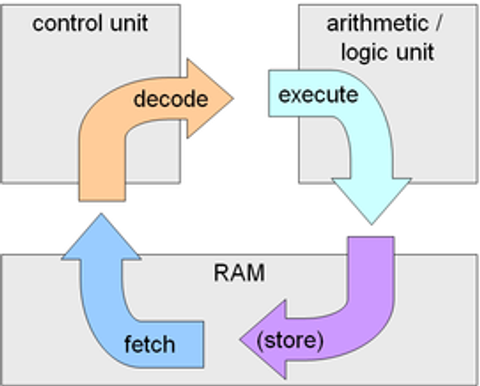 control unit
arithmetic /
logic unit
decode
execute
RAM
fetch
(store)